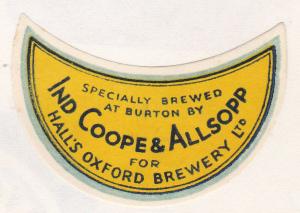 SPECIALLY BREWED
AT BURTON BY
IND COOPE & ALLSOPP
FOR
HALL'S OXFORD BREWERY LTD